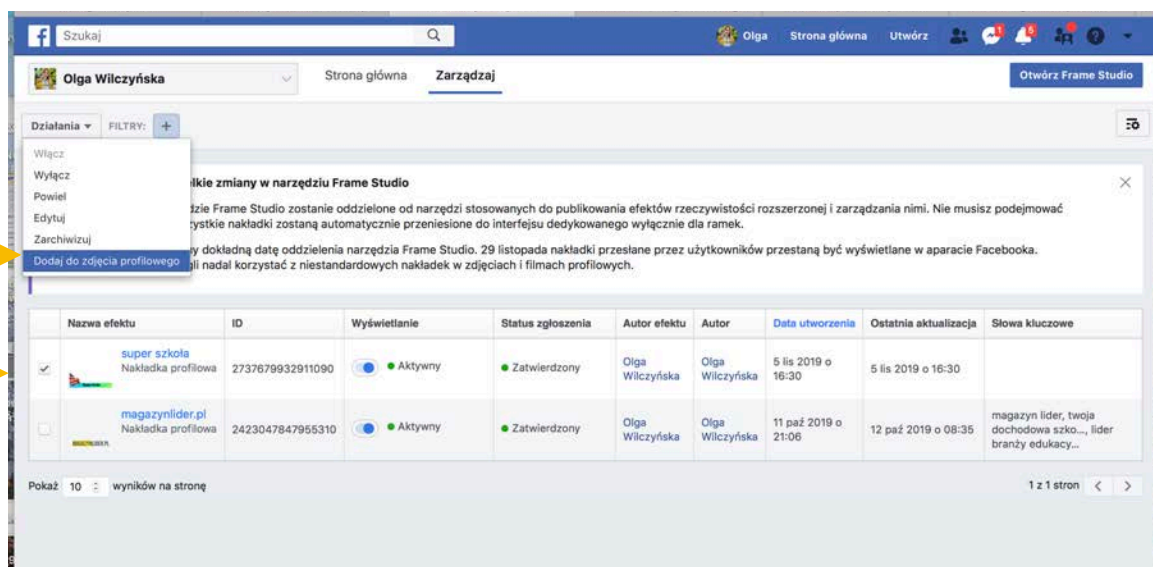 f Szukaj Olga Strona główna Utwórz
Olga Wilczyńska Strona główna Zarządzaj Otwórz Frame Studio
Działania FILTRY: +
Włącz
Wyłącz
Powiel
Edytuj
Zarchiwizuj
Dodaj do zdjęcia profilowego
lkie zmiany w narzędziu Frame Studio
dzie Frame Studio zostanie oddzielone od narzędzi stosowanych do publikowania efektów rzeczywistości rozszerzonej i zarządzania nimi. Nie musisz podejmować
zystkie nakładki zostaną automatycznie przeniesione do interfejsu dedykowanego wyłącznie dla ramek.
y dokładną datę oddzielenia narzędzia Frame Studio. 29 listopada nakładki przesłane przez użytkowników przestaną być wyświetlane w aparacie Facebooka.
gli nadal korzystać z niestandardowych nakładek w zdjęciach i filmach profilowych.
Nazwa efektu ID Wyświetlanie Status zgłoszenia Autor efektu Autor Data utworzenia Ostatnia aktualizacja Słowa kluczowe
super szkoła
Nakładka profilowa 2737679932911090 Aktywny Zatwierdzony Olga Wilczyńska Olga Wilczyńska 5 lis 2019 o 16:30 5 lis 2019 o 16:30
magazynlider.pl
Nakładka profilowa 2423047847955310 Aktywny Zatwierdzony Olga Wilczyńska Olga Wilczyńska 11 paź 2019 o 21:06 12 paź 2019 o 08:35
magazyn lider, twoja
dochodowa szko..., lider
branży edukacy...
Pokaż 10 wyników na stronę 1 z 1 stron